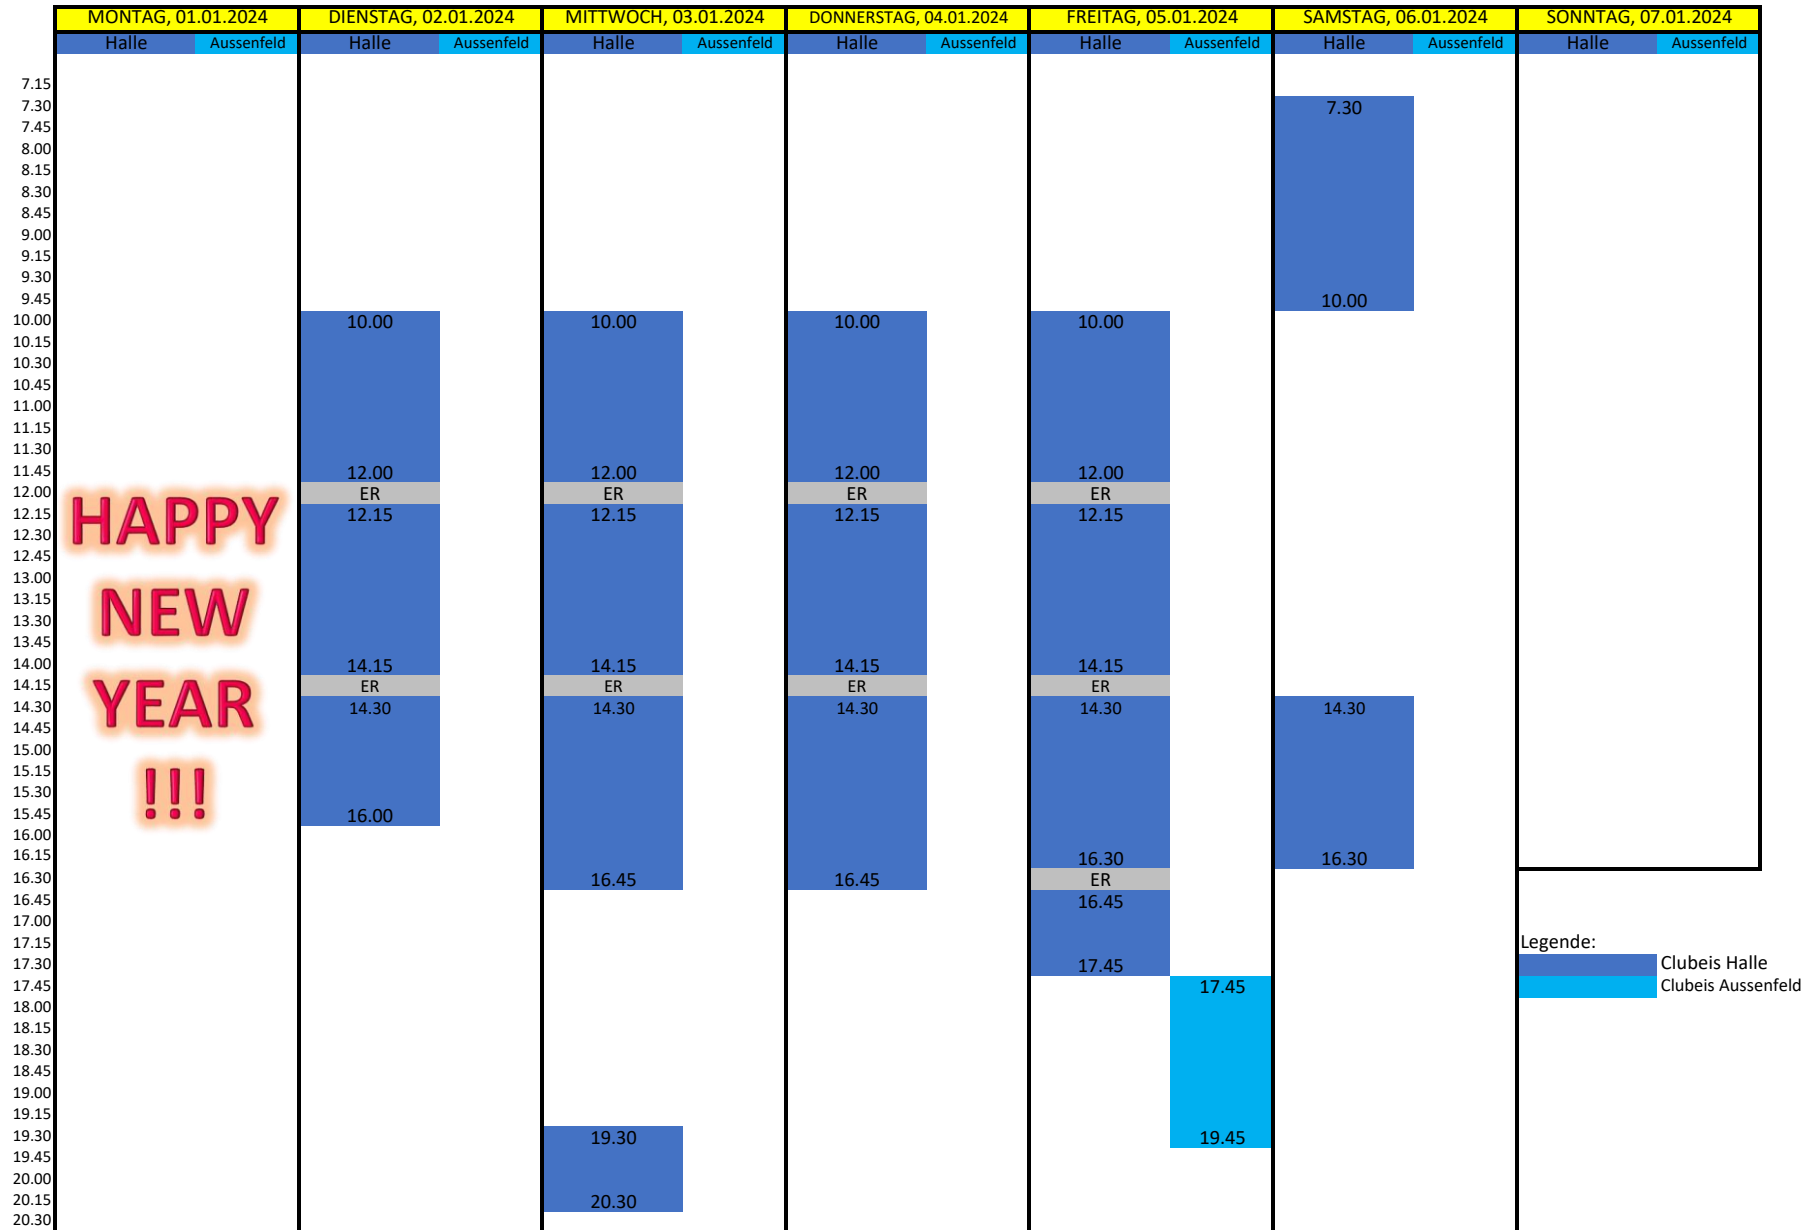 MONTAG, 01.01.2024 DIENSTAG, 02.01.2024 MITTWOCH, 03.01.2024 DONNERSTAG, 04.01.2024 FREITAG, 05.01.2024 SAMSTAG, 06.01.2024 SONNTAG, 07.01.2024
Halle Aussenfeld Halle Aussenfeld Halle Aussenfeld Halle Aussenfeld Halle Aussenfeld Halle Aussenfeld Halle Aussenfeld
7.15
7.30 7.30
7.45
8.00
8.15
8.30
8.45
9.00
9.15
9.30
9.45 10.00
10.00 10.00 10.00 10.00 10.00
10.15
10.30
10.45
11.00
11.15
11.30
11.45 12.00 12.00 12.00 12.00
12.00 ER ER ER ER
12.15 12.15 12.15 12.15 12.15
HAPPY
12.30
12.45
13.00
13.15
NEW
13.30
13.45
14.00 14.15 14.15 14.15 14.15
14.15 ER ER ER ER
YEAR
14.30 14.30 14.30 14.30 14.30 14.30
14.45
15.00
15.15
15.30
!!!
15.45 16.00
16.00
16.15 16.30 16.30
16.30 16.45 16.45 ER
16.45 16.45
17.00
17.15 Legende:
17.30 17.45 Clubeis Halle
17.45 17.45 Clubeis Aussenfeld
18.00
18.15
18.30
18.45
19.00
19.15
19.30 19.30 19.45
19.45
20.00
20.15 20.30
20.30